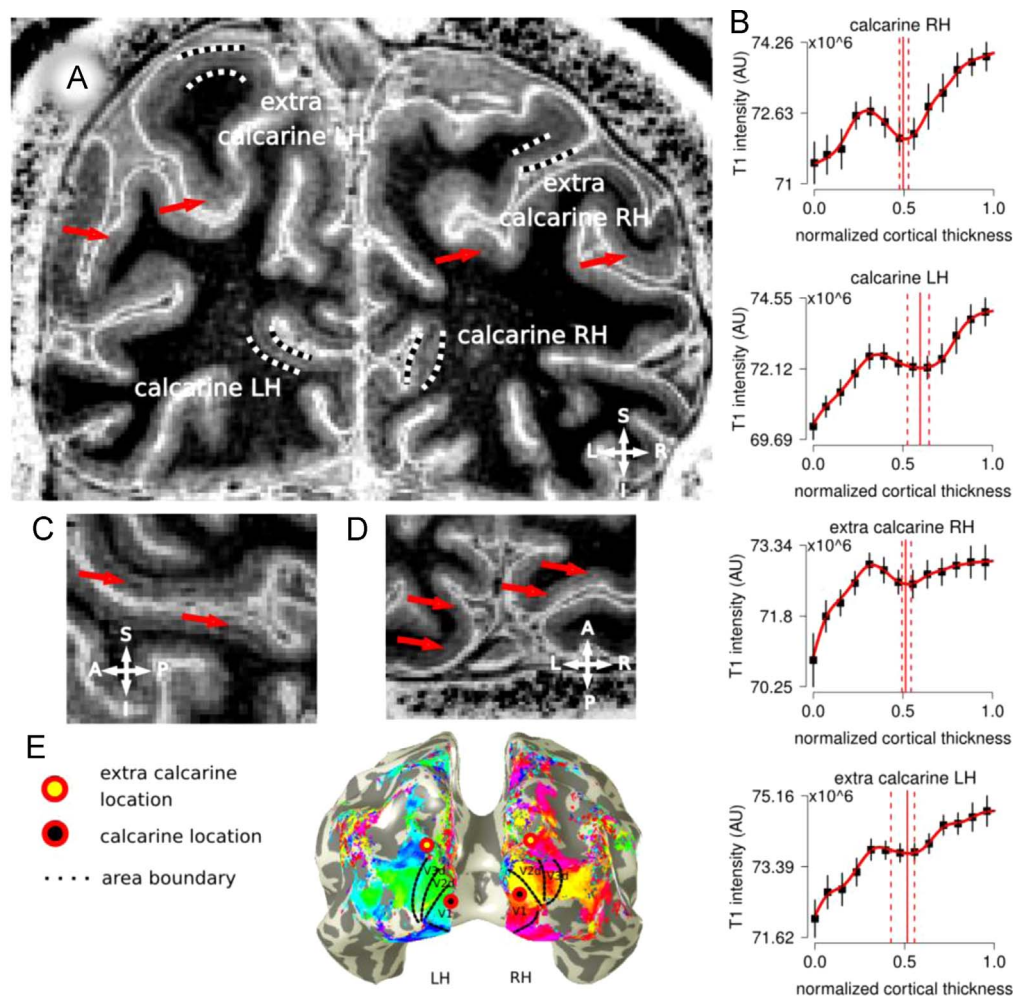 A
extra
calcarine LH
extra
calcarine RH
calcarine RH
calcarine LH
S
L R
I
B
calcarine RH
x10^6
74.26
72.63
71
T1 intensity (AU)
0.0 0.5 1.0
normalized cortical thickness
calcarine LH
x10^6
74.55
72.12
69.69
T1 intensity (AU)
0.0 0.5 1.0
normalized cortical thickness
extra calcarine RH
x10^6
73.34
71.8
70.25
T1 intensity (AU)
0.0 0.5 1.0
normalized cortical thickness
extra calcarine LH
x10^6
75.16
73.39
71.62
T1 intensity (AU)
0.0 0.5 1.0
normalized cortical thickness
C
S
A P
I
D
A
L R
P
E
extra calcarine
location
calcarine location
area boundary
V3d
V2d
V1
V2d
V3d
V1
LH RH